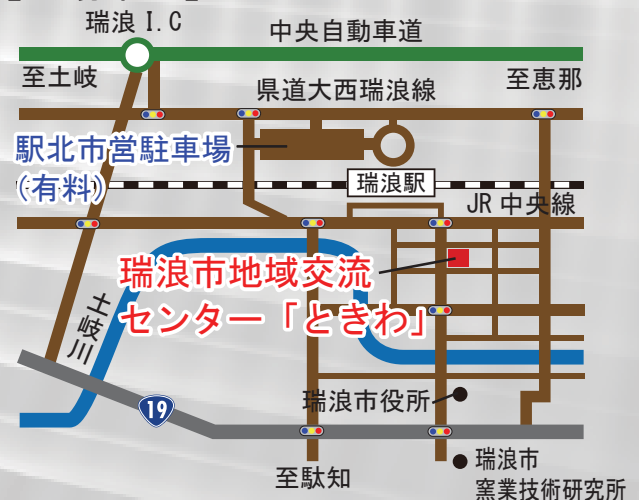 瑞浪 I.C
中央自動車道
至土岐
至恵那
県道大西瑞浪線
駅北市営駐車場
(有料)
瑞浪駅
JR 中央線
瑞浪市地域交流
センター「ときわ」
土岐川
19
瑞浪市役所
至駄知
瑞浪市
窯業技術研究所